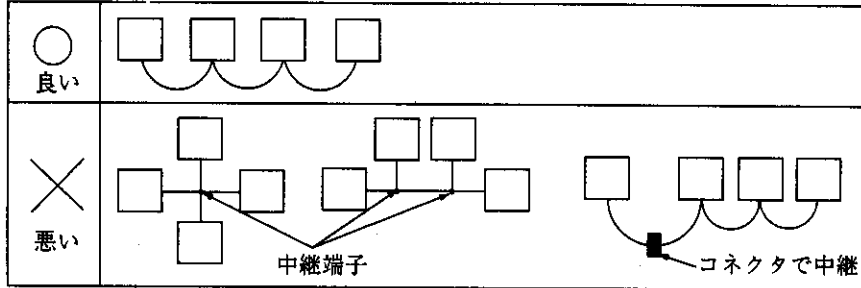 良い
悪い
中継端子
コネクタで中継